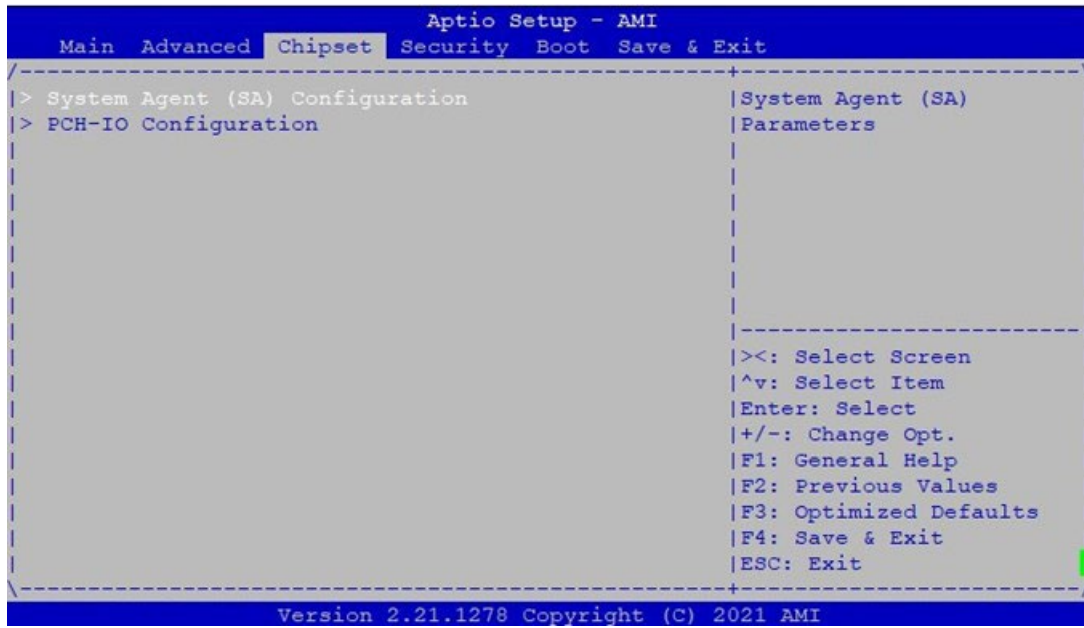 Aptio Setup - AMI
Main Advanced Chipset Security Boot Save & Exit
> System Agent (SA) Configuration
> PCH-IO Configuration
System Agent (SA)
Parameters
><: Select Screen
^v: Select Item
Enter: Select
+/-: Change Opt.
F1: General Help
F2: Previous Values
F3: Optimized Defaults
F4: Save & Exit
ESC: Exit
Version 2.21.1278 Copyright (C) 2021 AMI